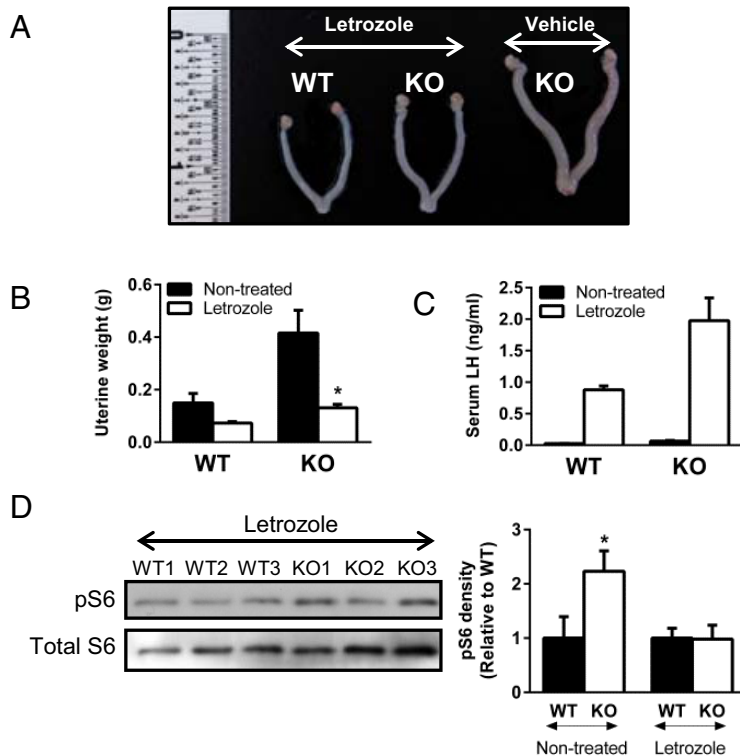 A
Letrozole
Vehicle
WT
KO
KO
B
Non-treated
Letrozole
Uterine weight (g)
0.6
0.4
0.2
0.0
*
WT
KO
C
Non-treated
Letrozole
Serum LH (ng/ml)
2.5
2.0
1.5
1.0
0.5
0.0
WT
KO
D
Letrozole
WT1 WT2 WT3 KO1 KO2 KO3
pS6
Total S6
pS6 density
(Relative to WT)
3
2
1
0
*
WT KO WT KO
Non-treated Letrozole